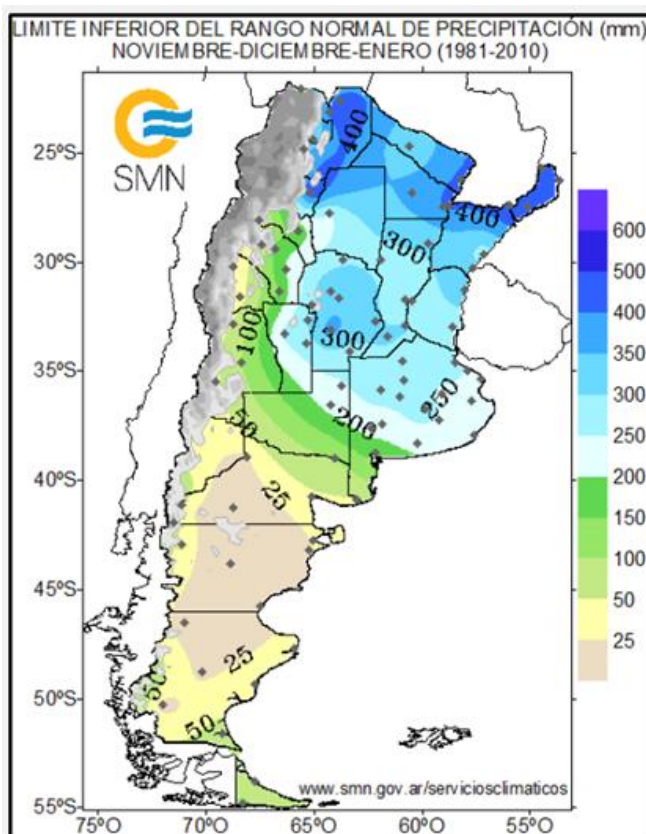 LIMITE INFERIOR DEL RANGO NORMAL DE PRECIPITACIÓN (mm)
NOVIEMBRE-DICIEMBRE-ENERO (1981-2010)
SMN
25ºS
30ºS
35ºS
40ºS
45ºS
50ºS
55ºS
400
400
300
300
100
250
200
50
25
25
50
50
600
500
400
350
300
250
200
150
100
50
25
www.smn.gov.ar/serviciosclimaticos
75ºO 70ºO 65ºO 60ºO 55ºO